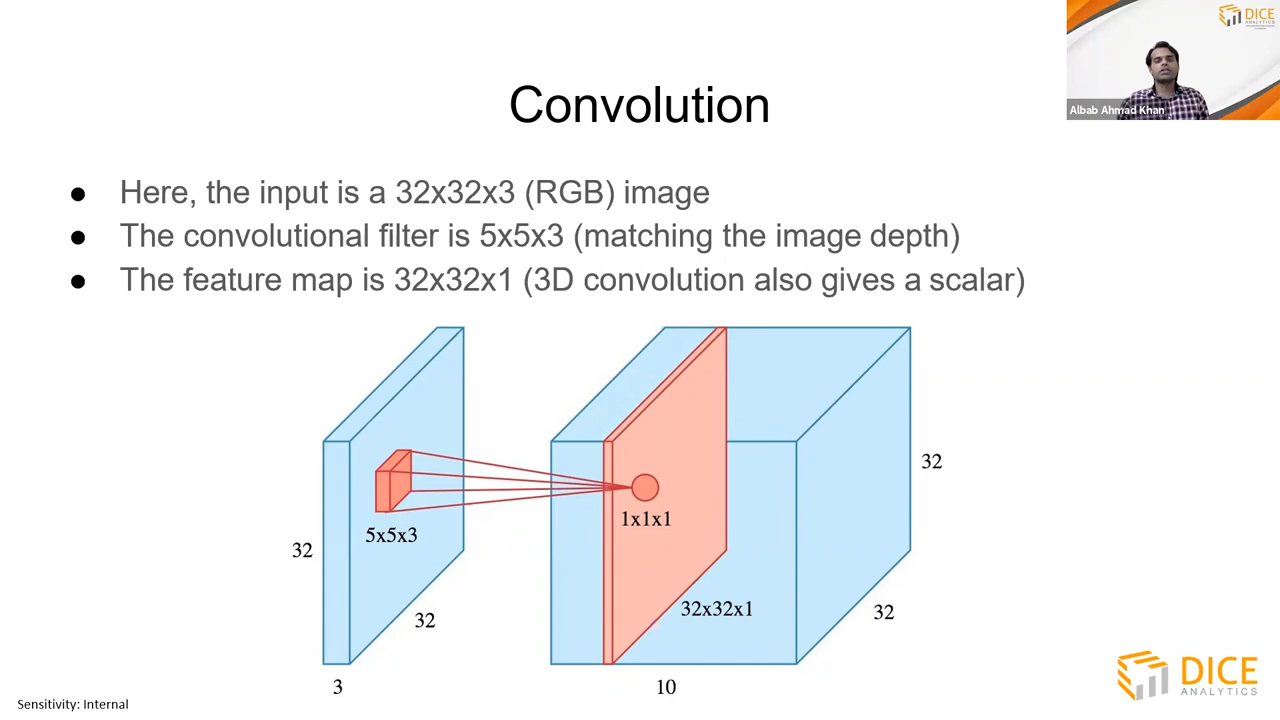 DICE
ANALYTICS
Albab Ahmad Khan
Convolution
● Here, the input is a 32x32x3 (RGB) image
● The convolutional filter is 5x5x3 (matching the image depth)
● The feature map is 32x32x1 (3D convolution also gives a scalar)
32
1x1x1
5x5x3
32
32x32x1
32
32
3
10
DICE
ANALYTICS
Sensitivity: Internal